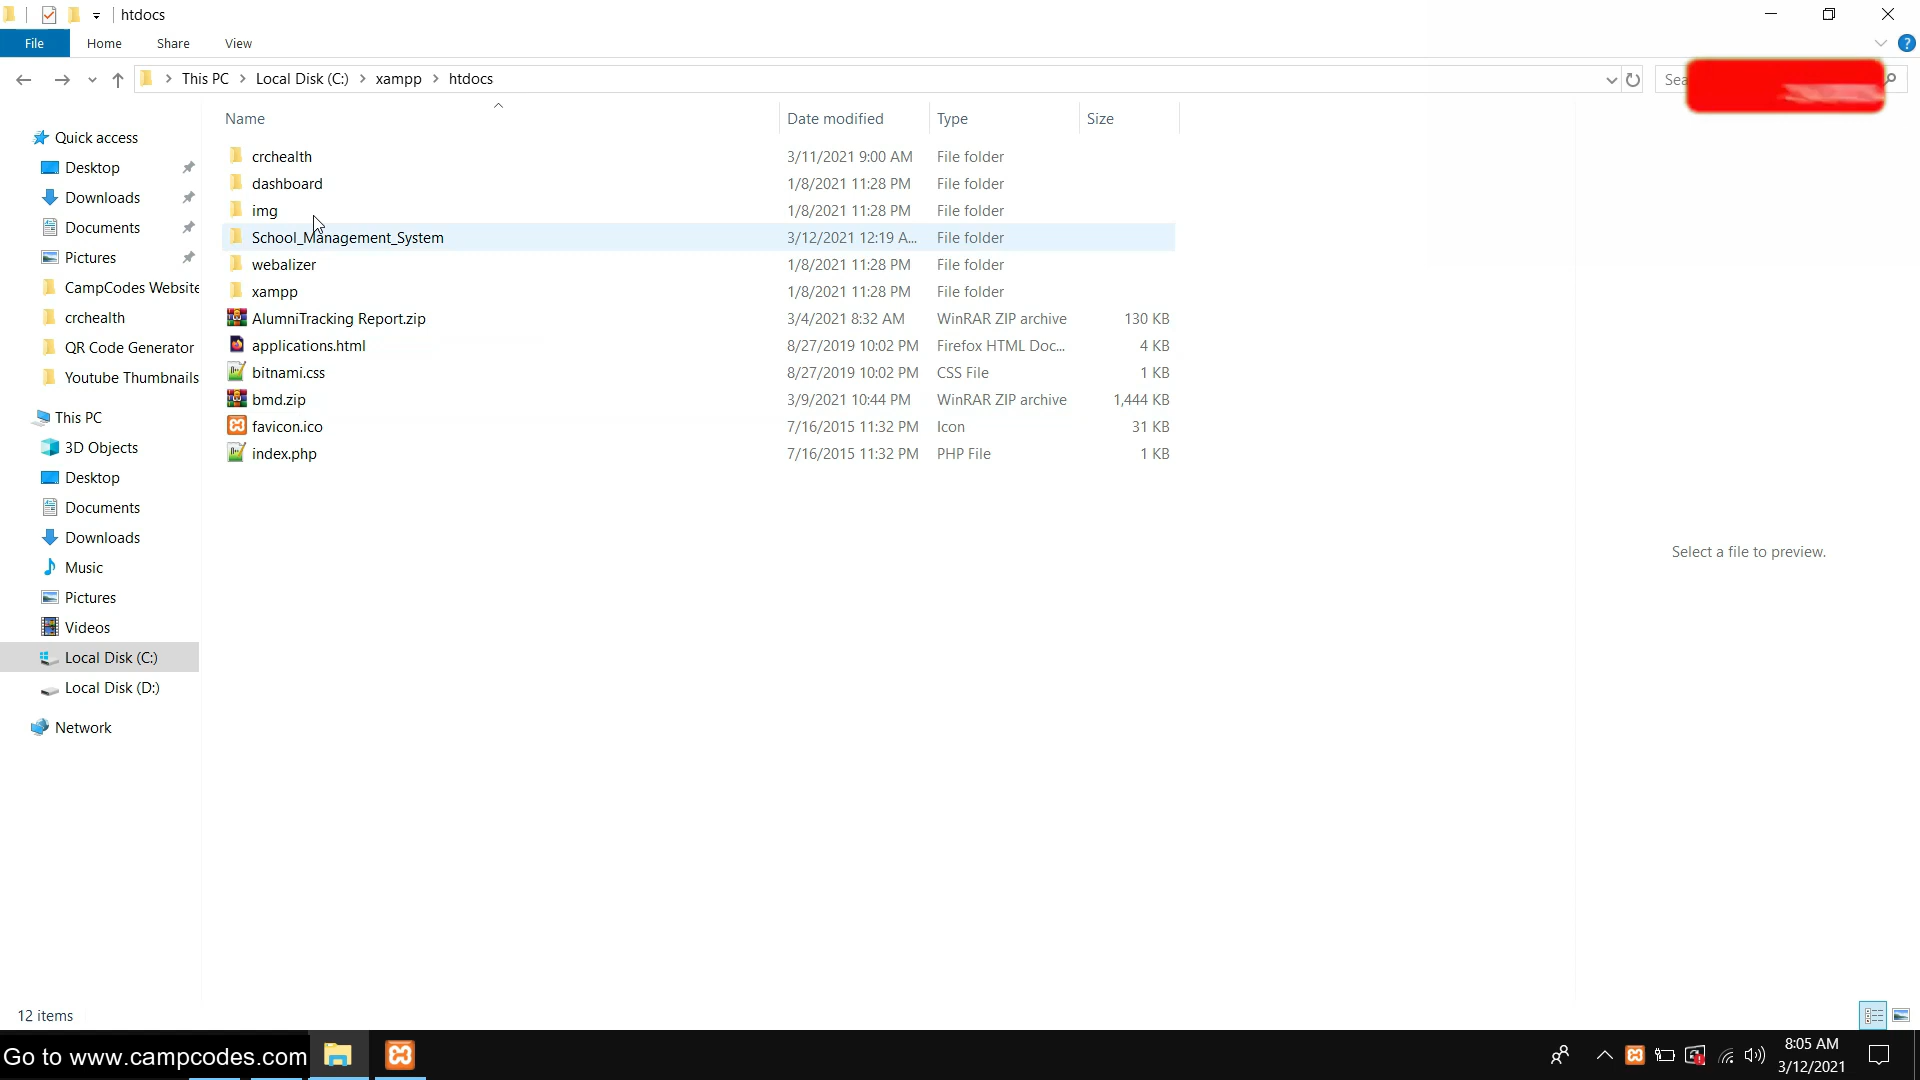 htdocs
File Home Share View
This PC Local Disk (C:) xampp htdocs
Sea
Name Date modified Type Size
Quick access
Desktop
Downloads
Documents
Pictures
CampCodes Website
crchealth
QR Code Generator
Youtube Thumbnails
This PC
3D Objects
Desktop
Documents
Downloads
Music
Pictures
Videos
Local Disk (C:)
Local Disk (D:)
Network
crchealth 3/11/2021 9:00 AM File folder
dashboard 1/8/2021 11:28 PM File folder
img 1/8/2021 11:28 PM File folder
School_Management_System 3/12/2021 12:19 A... File folder
webalizer 1/8/2021 11:28 PM File folder
xampp 1/8/2021 11:28 PM File folder
AlumniTracking Report.zip 3/4/2021 8:32 AM WinRAR ZIP archive 130 KB
applications.html 8/27/2019 10:02 PM Firefox HTML Doc... 4 KB
bitnami.css 8/27/2019 10:02 PM CSS File 1 KB
bmd.zip 3/9/2021 10:44 PM WinRAR ZIP archive 1,444 KB
favicon.ico 7/16/2015 11:32 PM Icon 31 KB
index.php 7/16/2015 11:32 PM PHP File 1 KB
Select a file to preview.
12 items
Go to www.campcodes.com
8:05 AM
3/12/2021